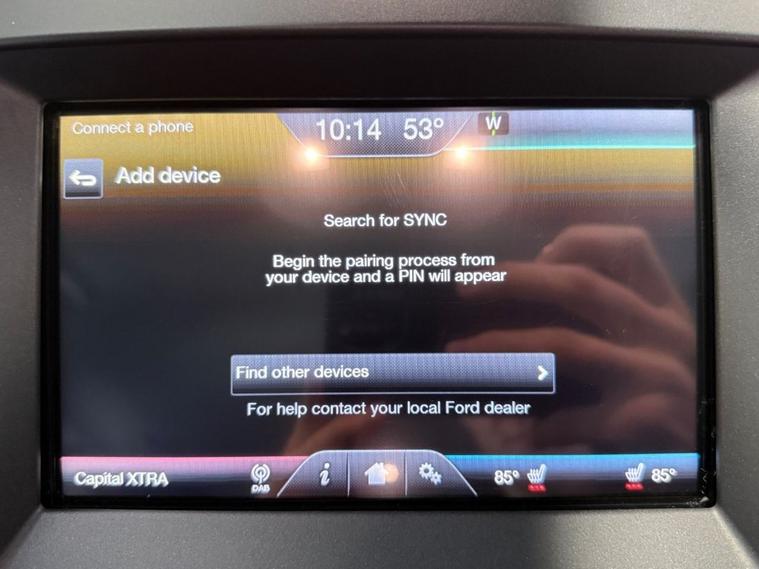 Connect a phone
10:14 53° W
Add device
Search for SYNC
Begin the pairing process from
your device and a PIN will appear
Find other devices
For help contact your local Ford dealer
Capital XTRA DAB i 85° 85°